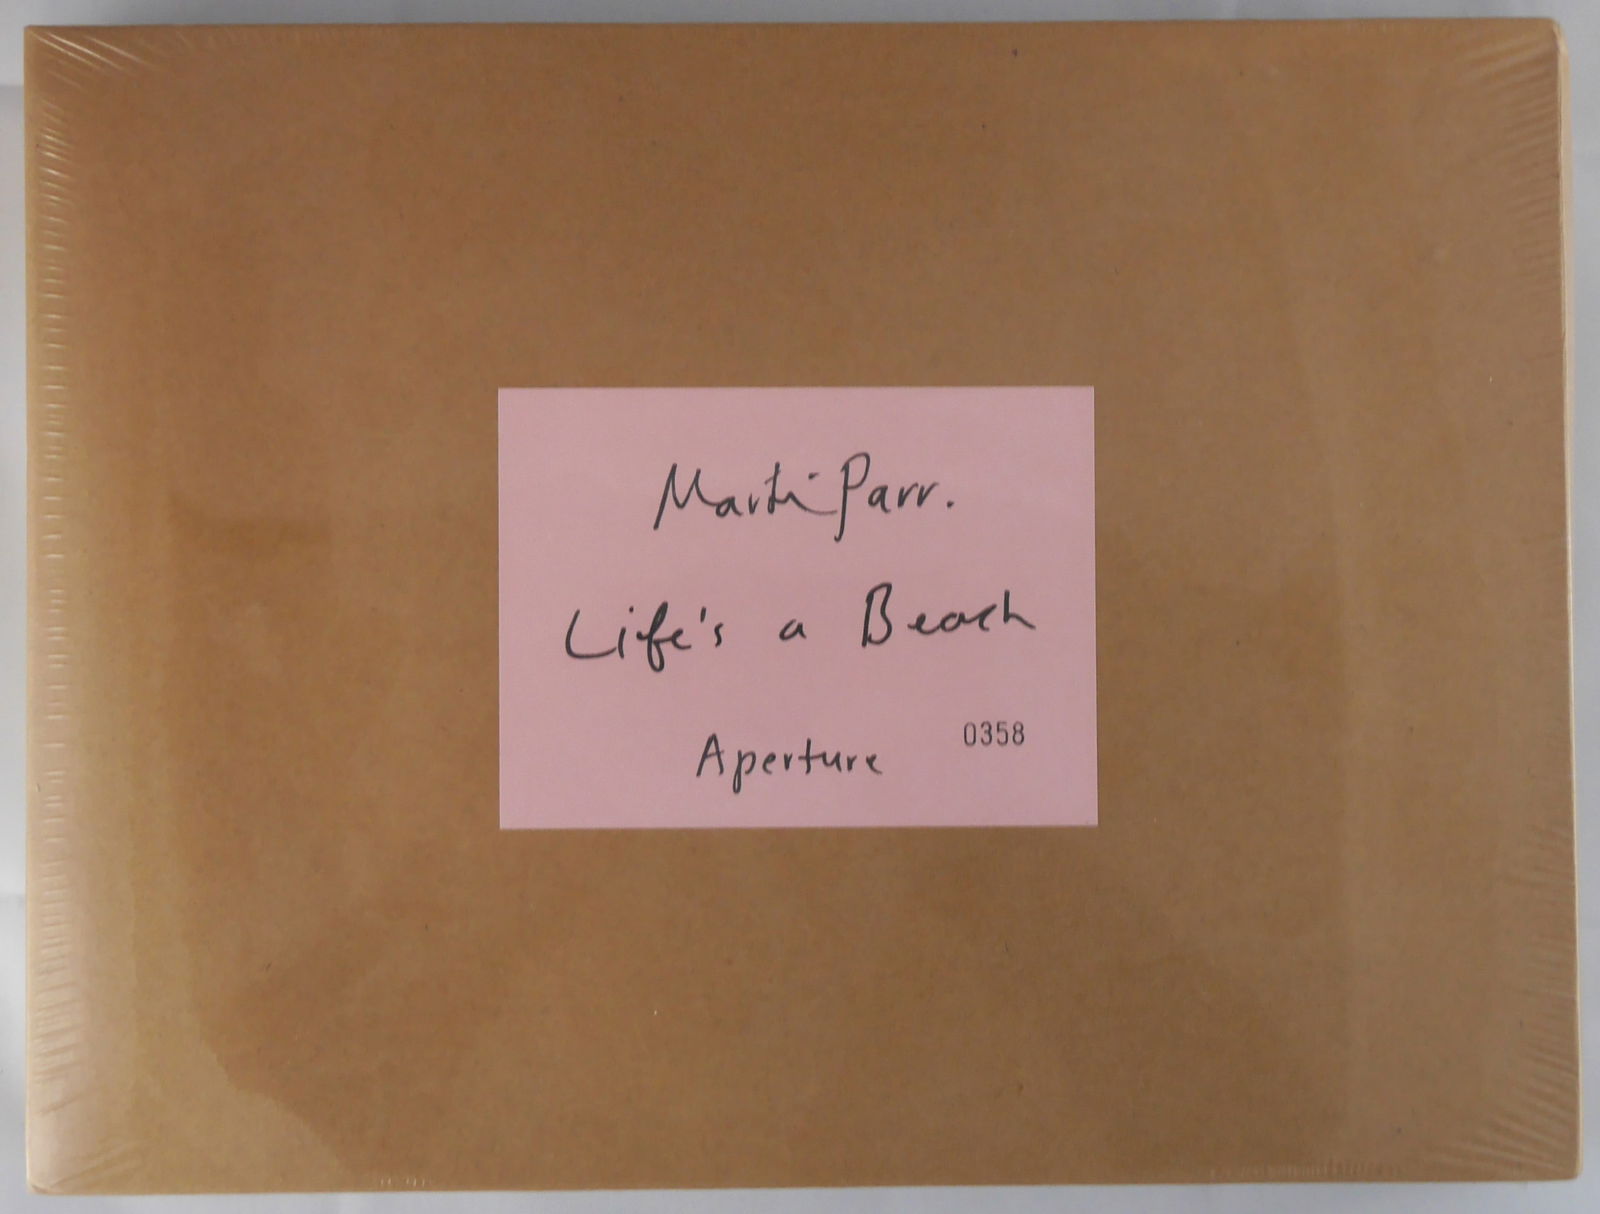 Martin Parr.
Life's a Beach
Aperture 0358